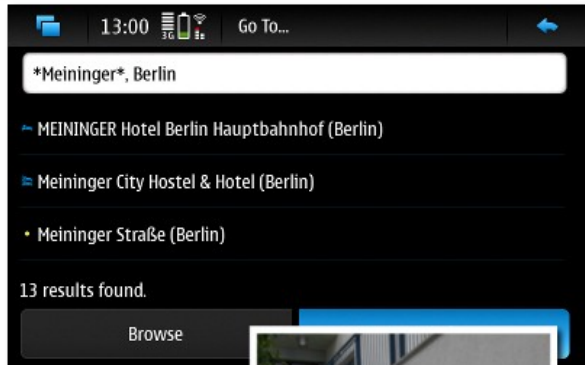 13:00 3G Go To...
*Meininger*, Berlin
MEININGER Hotel Berlin Hauptbahnhof (Berlin)
Meininger City Hostel & Hotel (Berlin)
Meininger Straße (Berlin)
13 results found.
Browse